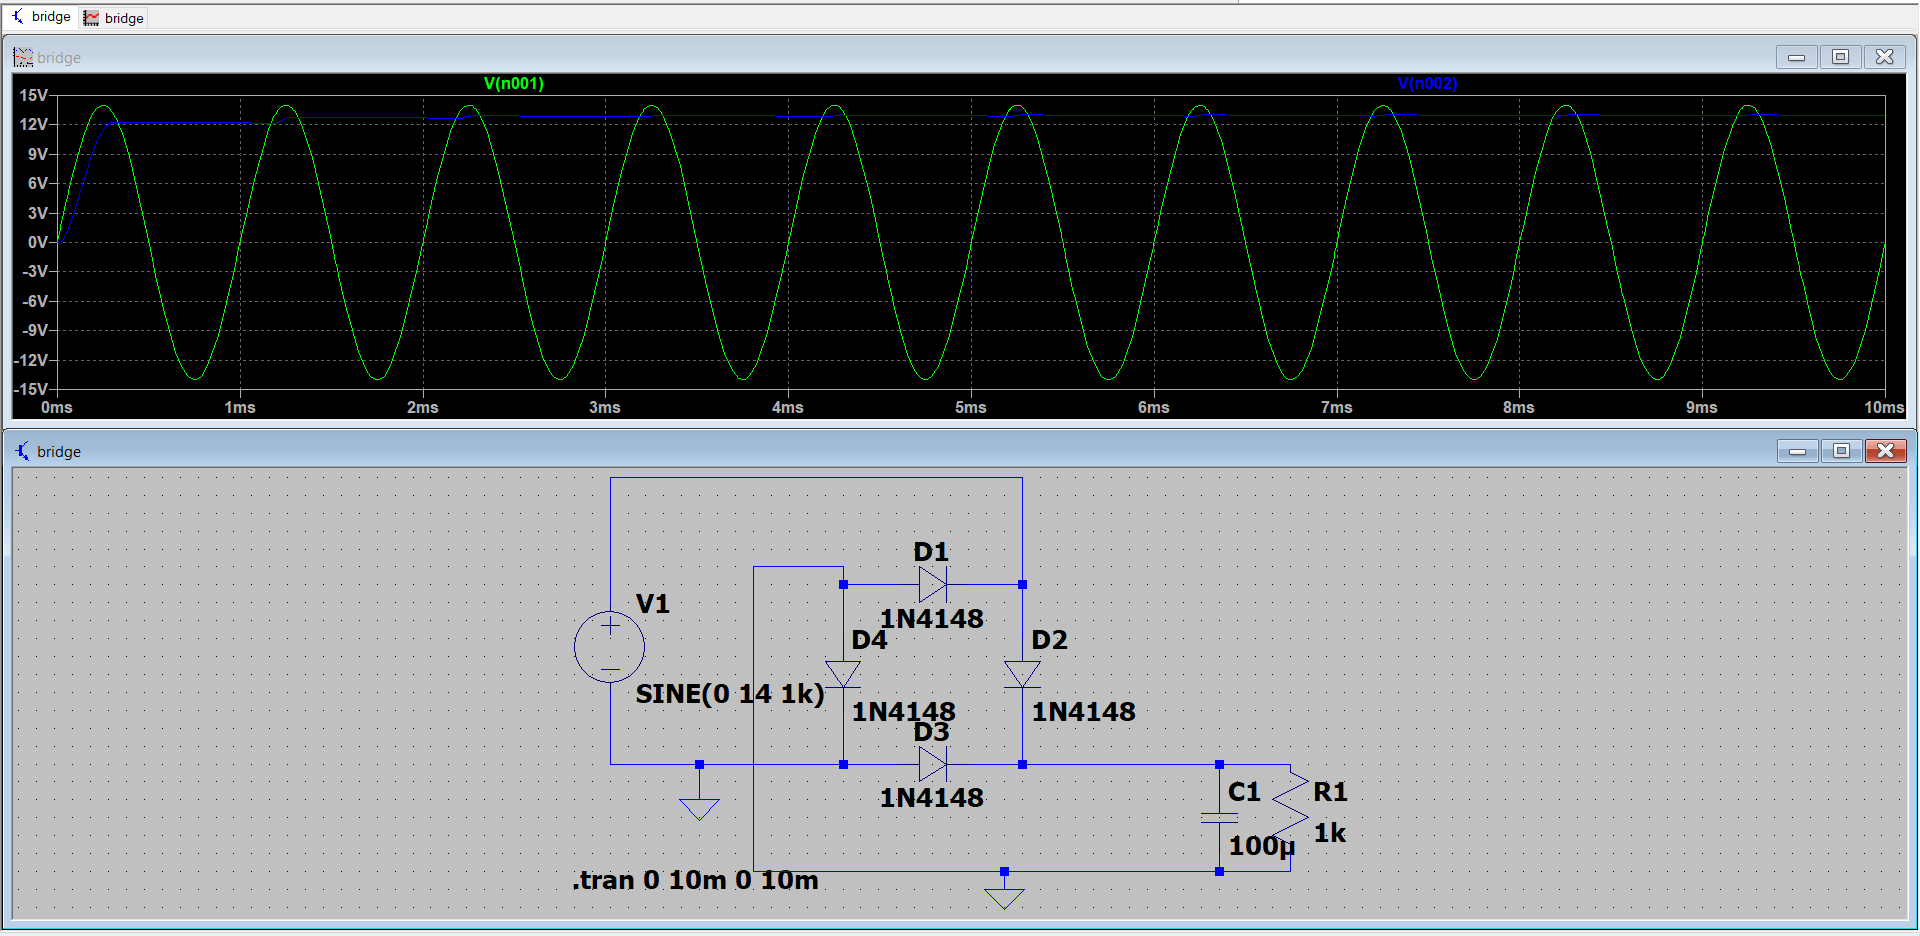 bridge bridge
bridge
V(n001) V(n002)
15V
12V
9V
6V
3V
0V
-3V
-6V
-9V
-12V
-15V
0ms 1ms 2ms 3ms 4ms 5ms 6ms 7ms 8ms 9ms 10ms
bridge
D1
1N4148
V1
D4 D2
SINE(0 14 1k)
1N4148 1N4148
D3
1N4148
C1 R1
100µ 1k
.tran 0 10m 0 10m